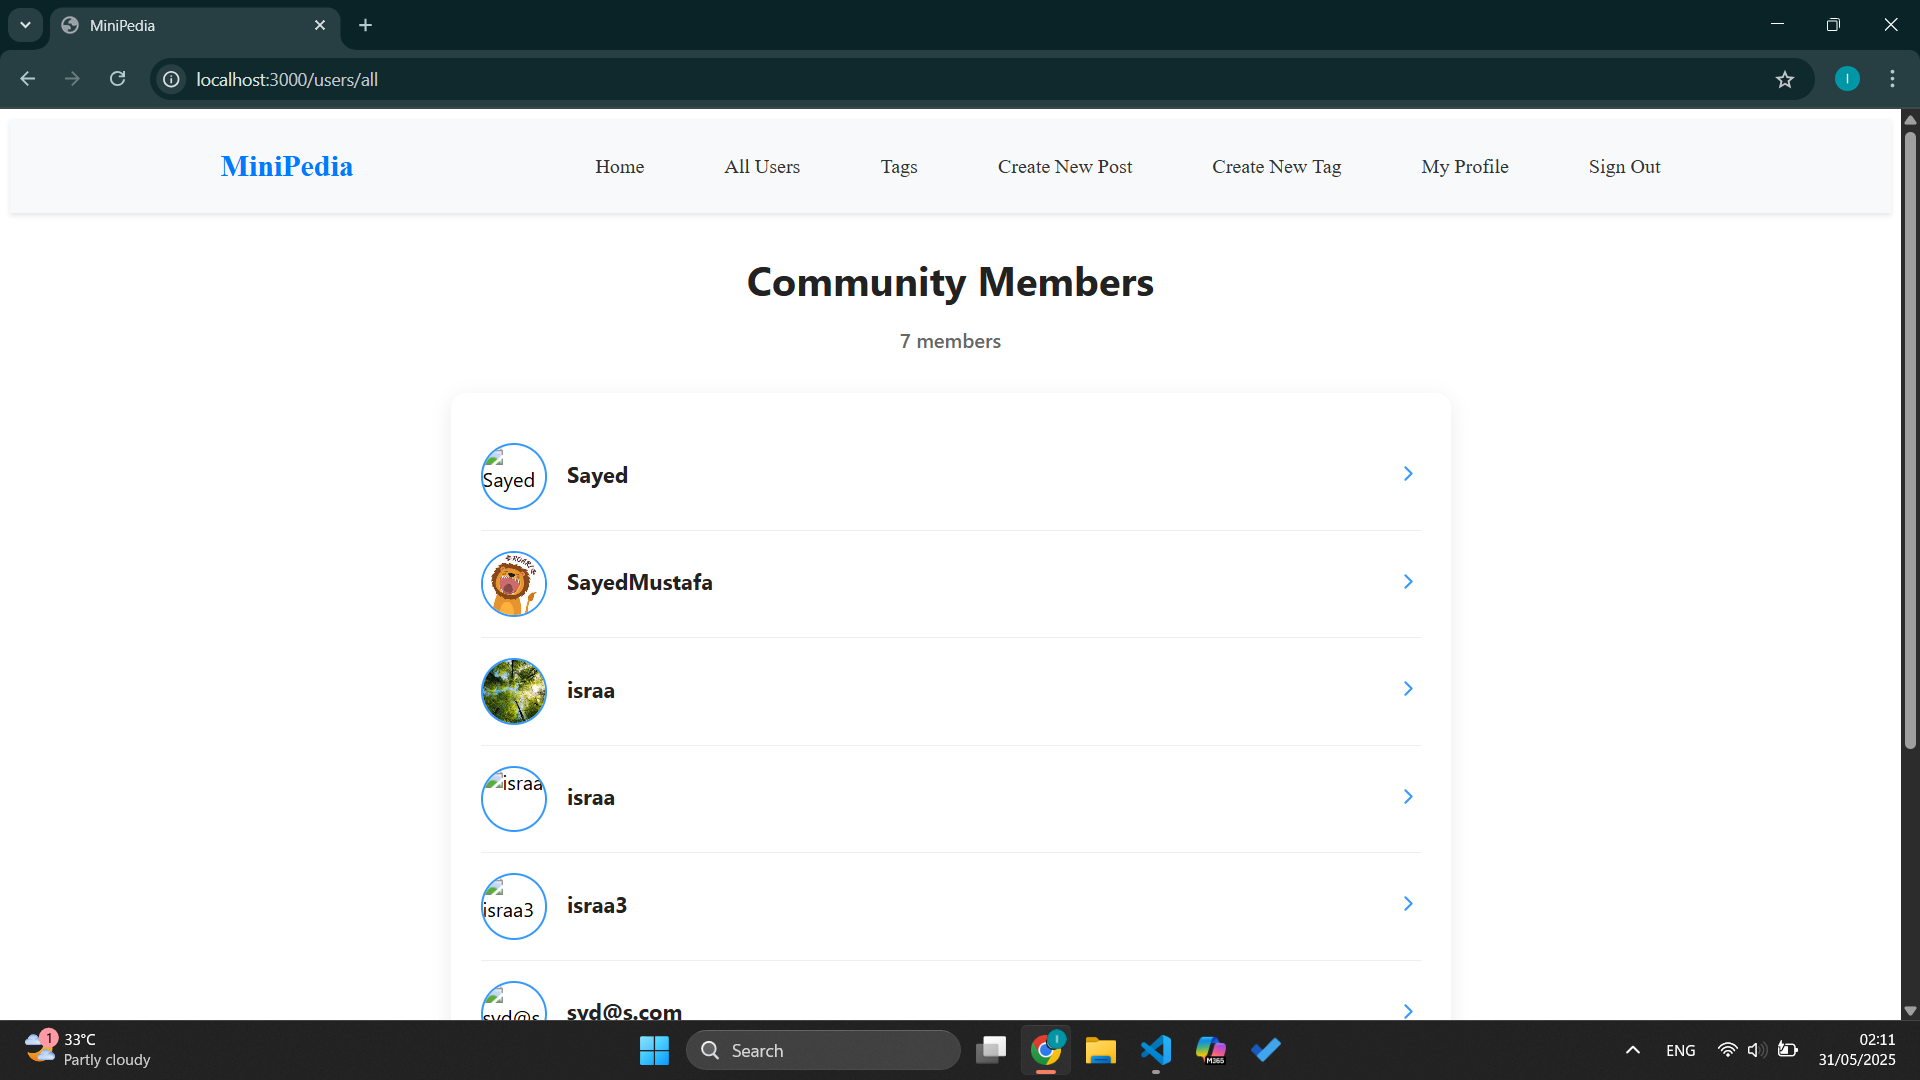 MiniPedia
localhost:3000/users/all
I
MiniPedia
Home
All Users
Tags
Create New Post
Create New Tag
My Profile
Sign Out
Community Members
7 members
Sayed
Sayed
SayedMustafa
israa
israa
israa
israa3
israa3
syd@s
syd@s.com
1
33°C
Partly cloudy
Search
I
M365
ENG
02:11
31/05/2025